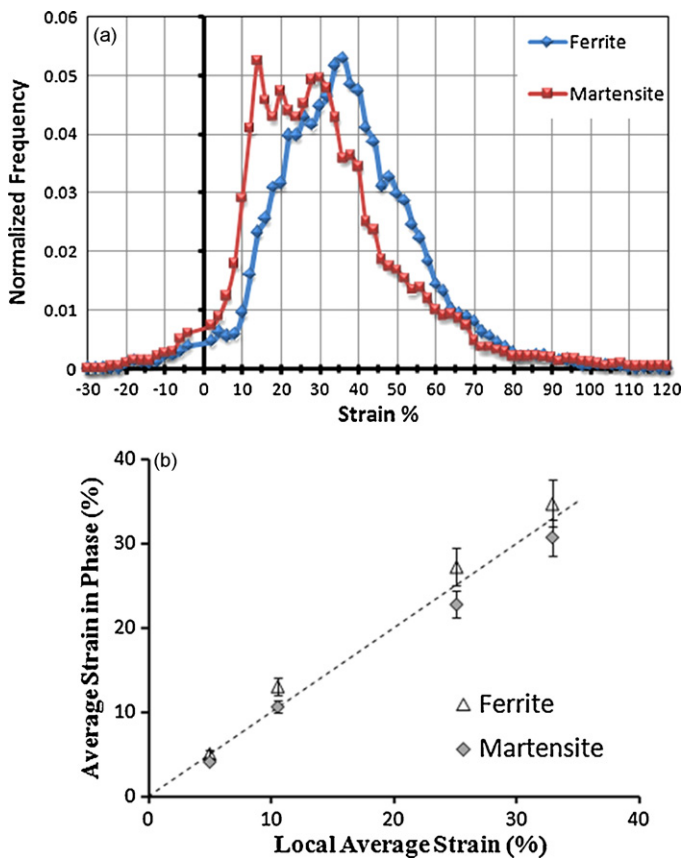 (a)
Normalized Frequency
0.06
0.05
0.04
0.03
0.02
0.01
0
Ferrite
Martensite
-30 -20 -10 0 10 20 30 40 50 60 70 80 90 100 110 120
Strain %
(b)
Average Strain in Phase (%)
40
30
20
10
0
Ferrite
Martensite
0 10 20 30 40
Local Average Strain (%)